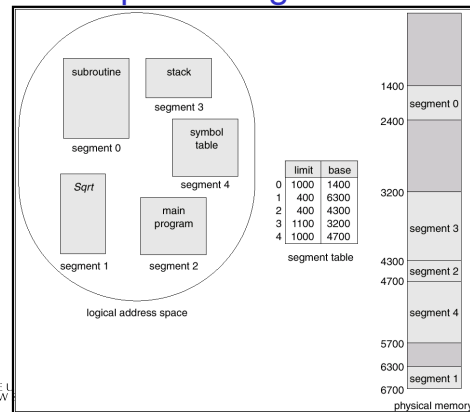 subroutine
segment 0
stack
segment 3
symbol
table
segment 4
Sqrt
segment 1
main
program
segment 2
logical address space
limit base
0 1000 1400
1 400 6300
2 400 4300
3 1100 3200
4 1000 4700
segment table
1400
segment 0
2400
3200
segment 3
4300
segment 2
4700
segment 4
5700
6300
segment 1
6700
physical memory